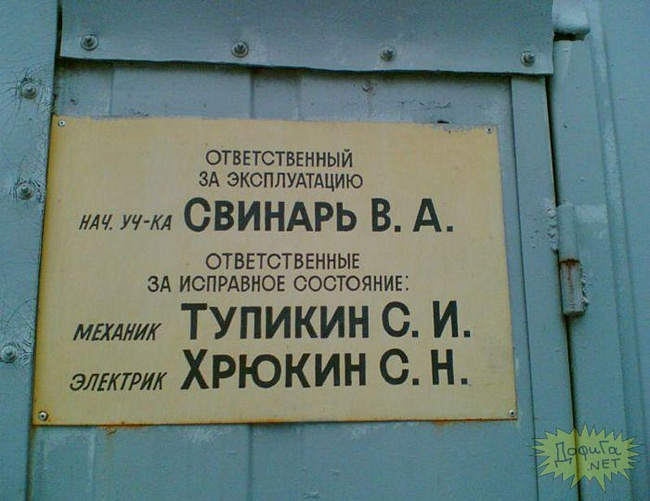 ОТВЕТСТВЕННЫЙ
ЗА ЭКСПЛУАТАЦИЮ
НАЧ. УЧ-КА СВИНАРЬ В. А.
ОТВЕТСТВЕННЫЕ
ЗА ИСПРАВНОЕ СОСТОЯНИЕ:
МЕХАНИК ТУПИКИН С. И.
ЭЛЕКТРИК ХРЮКИН С. Н.
ДофиГа
.NET